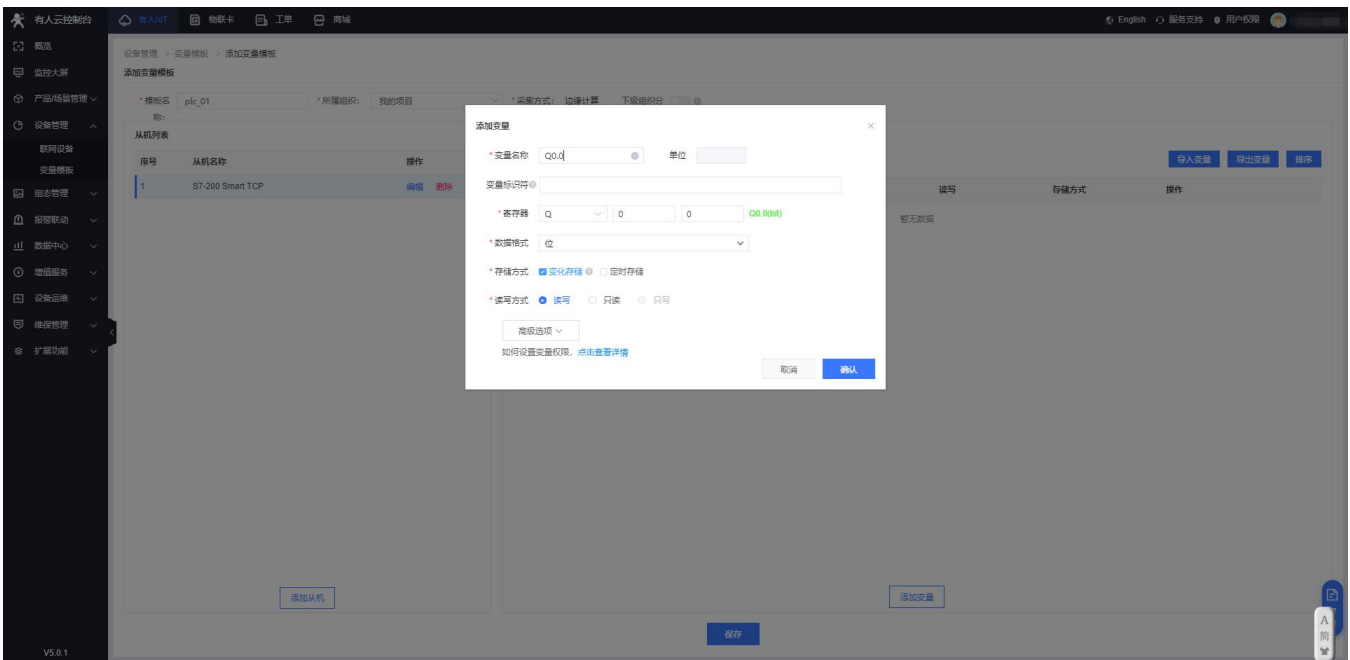 有人云控制台
有人IoT 物联卡 工单 商城
English 服务支持 用户权限
概览
监控大屏
产品/场景管理
设备管理
联网设备
变量模板
组态管理
报警联动
数据中心
增值服务
设备运维
维保管理
扩展功能
V5.0.1
设备管理 > 变量模板 > 添加变量模板
添加变量模板
*模板名称: plc_01 *所属组织: 我的项目 *采集方式: 边缘计算 下级组织分
从机列表
序号 从机名称 操作
1 S7-200 Smart TCP 编辑 删除
添加从机
导入变量 导出变量 排序
读写 存储方式 操作
暂无数据
添加变量
保存
添加变量 ×
*变量名称 Q0.0 单位
变量标识符
*寄存器 Q 0 0 Q0.0(bit)
*数据格式 位
*存储方式 变化存储 定时存储
*读写方式 读写 只读 只写
高级选项
如何设置变量权限，点击查看详情
取消 确认
A
简